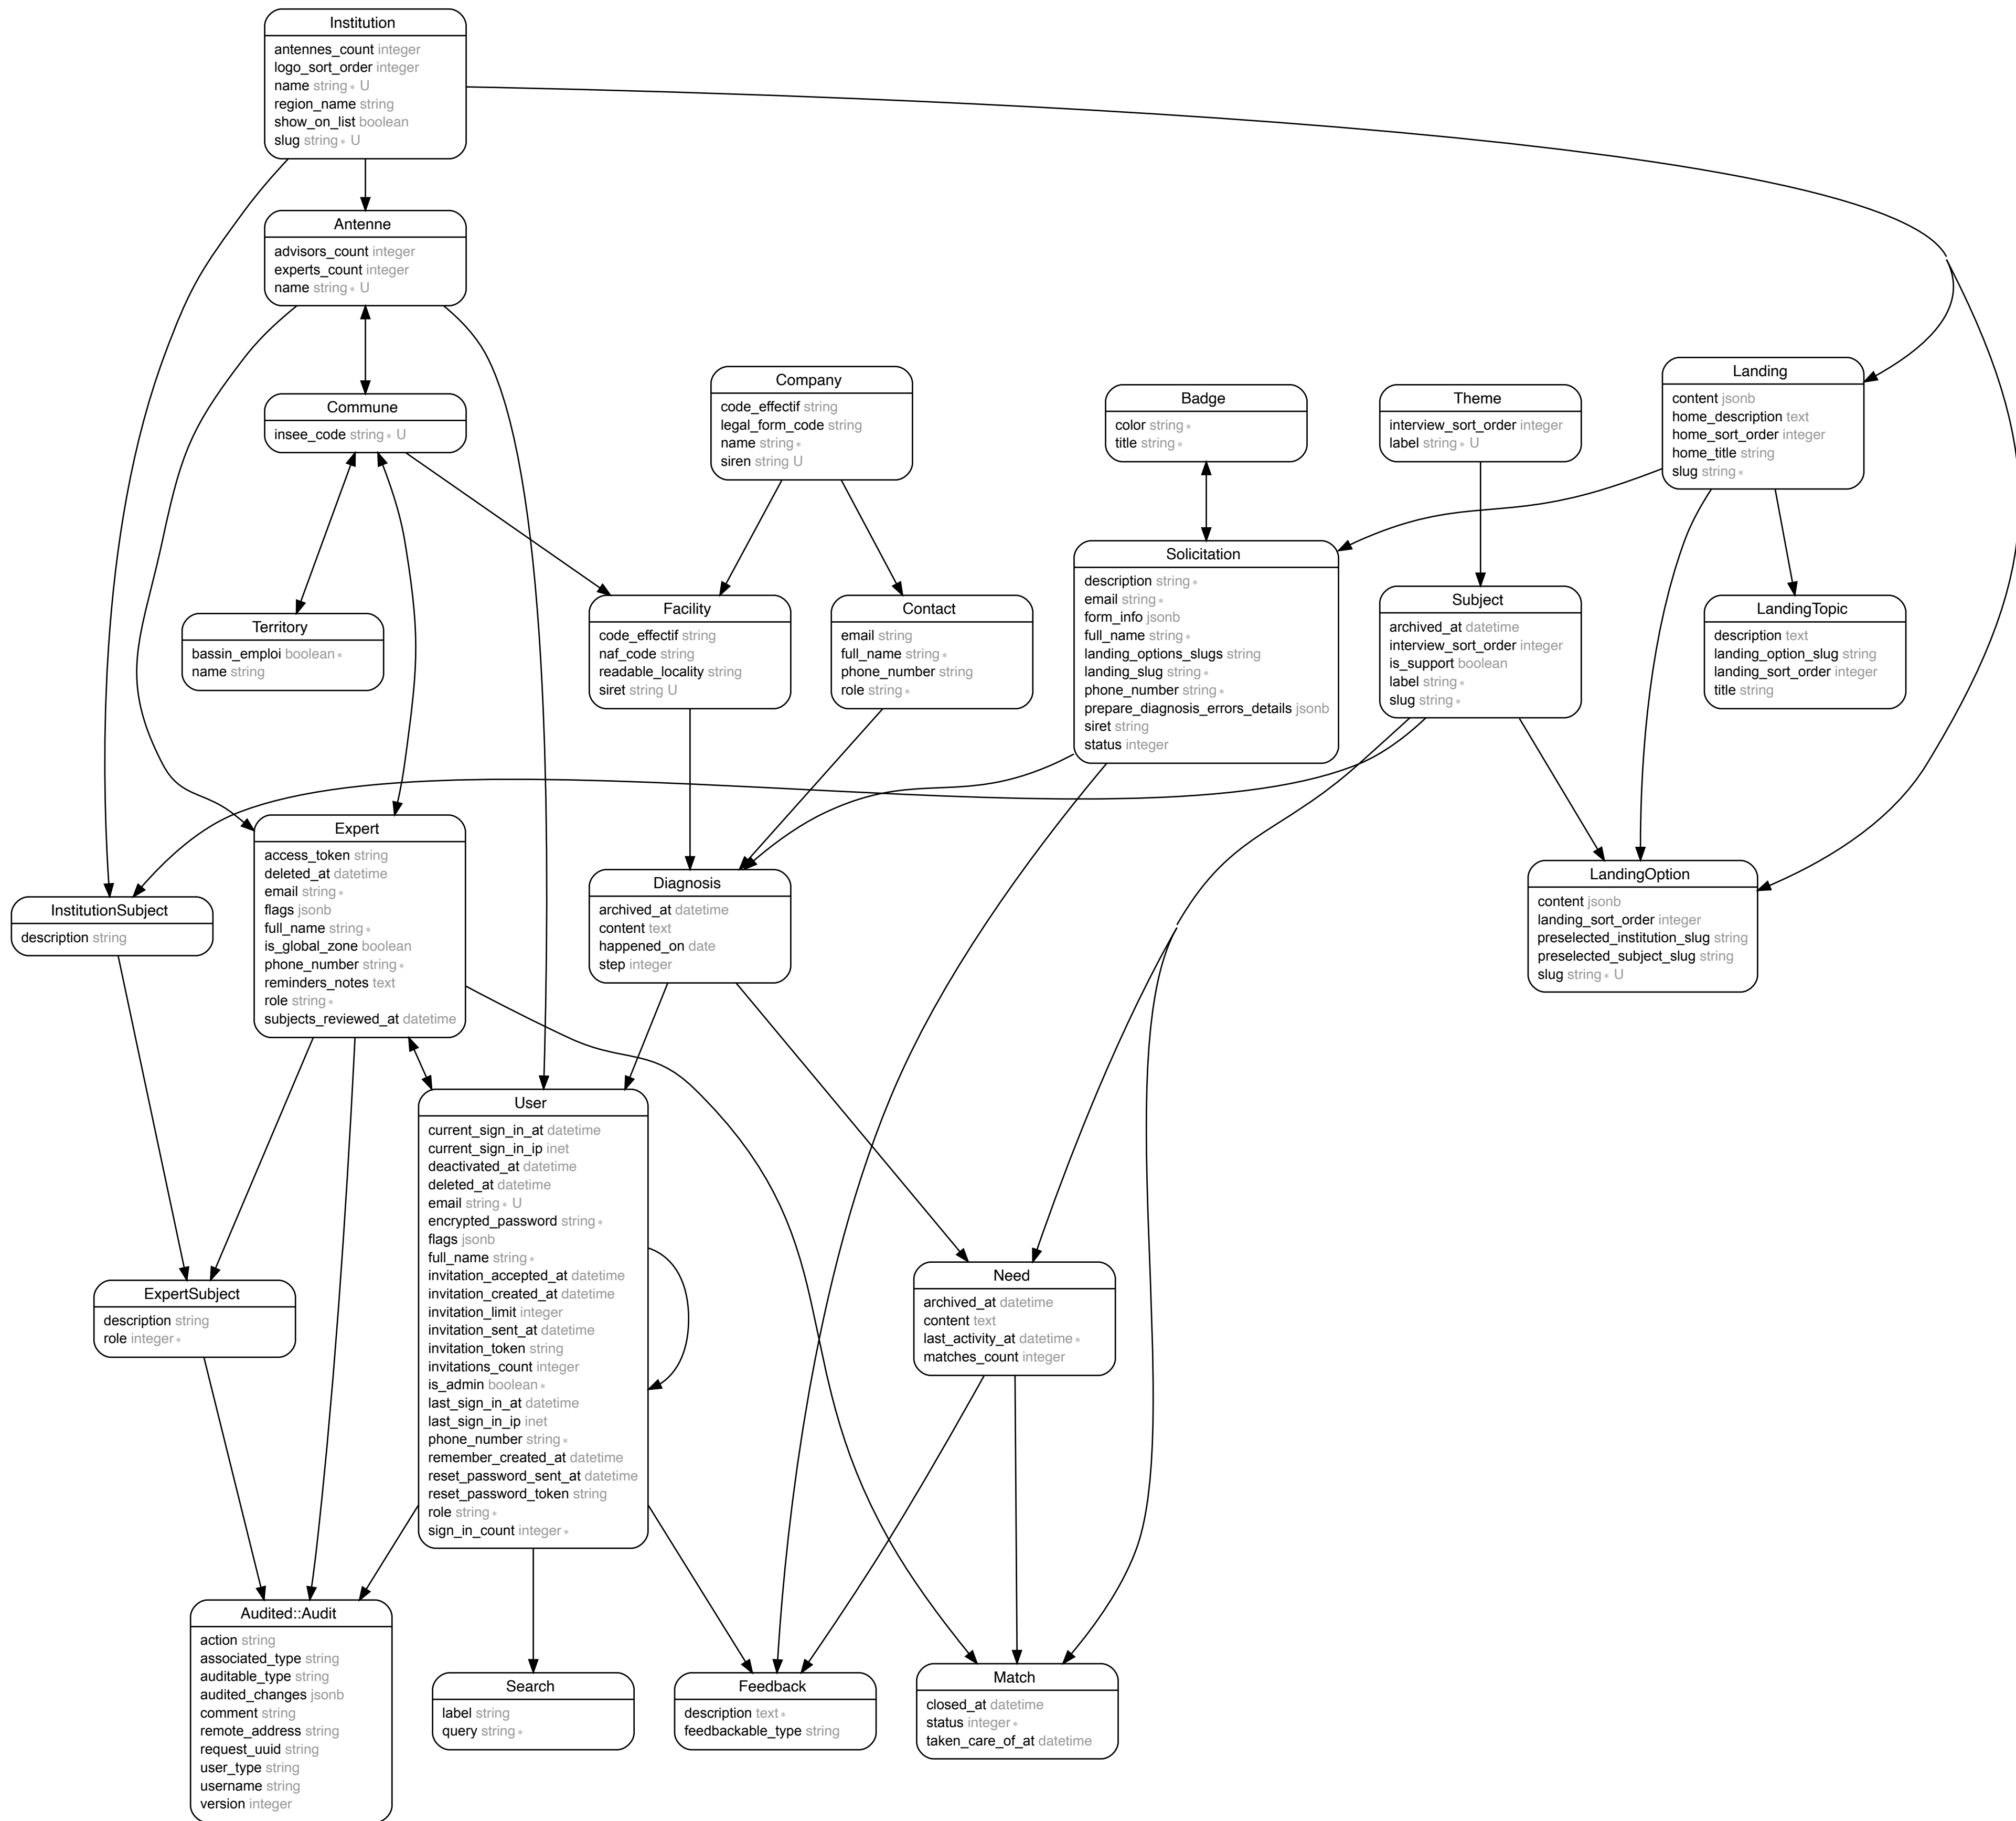 Institution
antennes_count integer
logo_sort_order integer
name string ∗ U
region_name string
show_on_list boolean
slug string ∗ U
Antenne
advisors_count integer
experts_count integer
name string ∗ U
Commune
insee_code string ∗ U
Company
code_effectif string
legal_form_code string
name string ∗
siren string U
Badge
color string ∗
title string ∗
Theme
interview_sort_order integer
label string ∗ U
Landing
content jsonb
home_description text
home_sort_order integer
home_title string
slug string ∗
Territory
bassin_emploi boolean ∗
name string
Facility
code_effectif string
naf_code string
readable_locality string
siret string U
Contact
email string
full_name string ∗
phone_number string
role string ∗
Solicitation
description string ∗
email string ∗
form_info jsonb
full_name string ∗
landing_options_slugs string
landing_slug string ∗
phone_number string ∗
prepare_diagnosis_errors_details jsonb
siret string
status integer
Subject
archived_at datetime
interview_sort_order integer
is_support boolean
label string ∗
slug string ∗
LandingTopic
description text
landing_option_slug string
landing_sort_order integer
title string
InstitutionSubject
description string
Expert
access_token string
deleted_at datetime
email string ∗
flags jsonb
full_name string ∗
is_global_zone boolean
phone_number string ∗
reminders_notes text
role string ∗
subjects_reviewed_at datetime
Diagnosis
archived_at datetime
content text
happened_on date
step integer
LandingOption
content jsonb
landing_sort_order integer
preselected_institution_slug string
preselected_subject_slug string
slug string ∗ U
ExpertSubject
description string
role integer ∗
User
current_sign_in_at datetime
current_sign_in_ip inet
deactivated_at datetime
deleted_at datetime
email string ∗ U
encrypted_password string ∗
flags jsonb
full_name string ∗
invitation_accepted_at datetime
invitation_created_at datetime
invitation_limit integer
invitation_sent_at datetime
invitation_token string
invitations_count integer
is_admin boolean ∗
last_sign_in_at datetime
last_sign_in_ip inet
phone_number string ∗
remember_created_at datetime
reset_password_sent_at datetime
reset_password_token string
role string ∗
sign_in_count integer ∗
Need
archived_at datetime
content text
last_activity_at datetime ∗
matches_count integer
Audited::Audit
action string
associated_type string
auditable_type string
audited_changes jsonb
comment string
remote_address string
request_uuid string
user_type string
username string
version integer
Search
label string
query string ∗
Feedback
description text ∗
feedbackable_type string
Match
closed_at datetime
status integer ∗
taken_care_of_at datetime